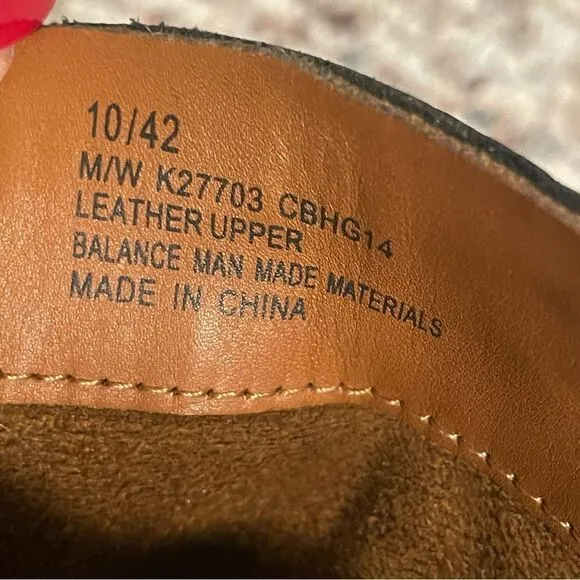 10/42
M/W K27703 CBHG14
LEATHER UPPER
BALANCE MAN MADE MATERIALS
MADE IN CHINA